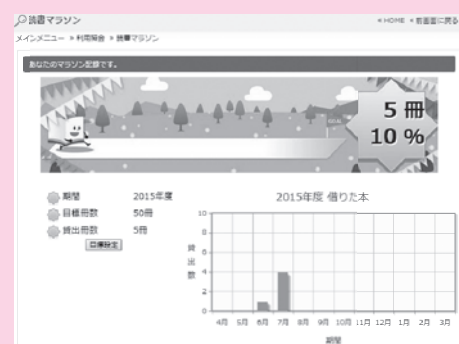 読書マラソン
HOME 前画面に戻る
メインメニュー » 利用照会 » 読書マラソン
あなたのマラソン記録です。
5 冊
10 %
期間 2015年度
目標冊数 50冊
貸出冊数 5冊
目標設定
2015年度 借りた本
貸出数
10
8
6
4
2
0
4月 5月 6月 7月 8月 9月 10月 11月 12月 1月 2月 3月
期間